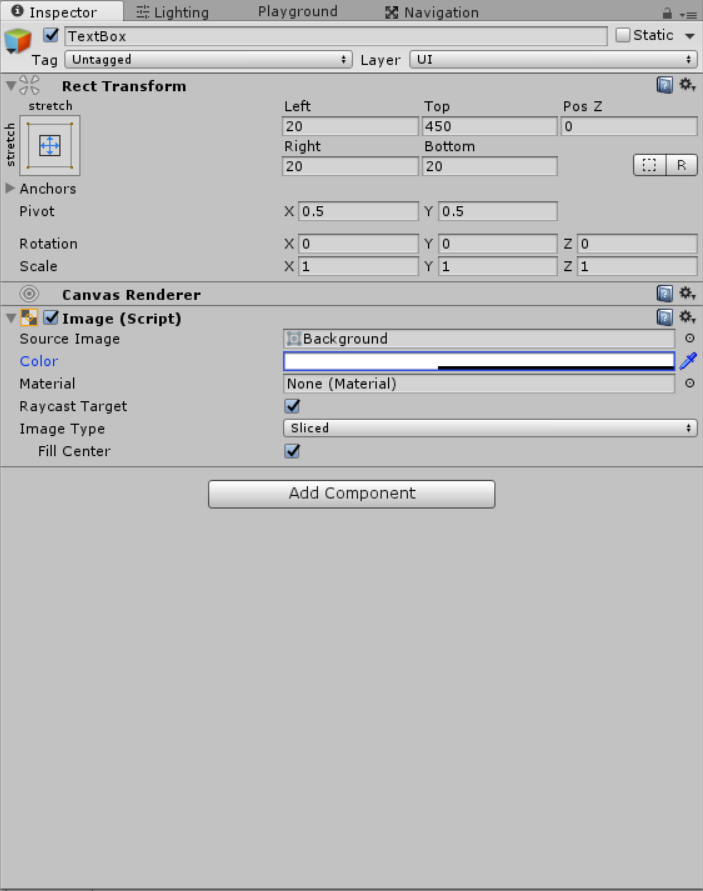 Inspector Lighting Playground Navigation
TextBox Static
Tag Untagged Layer UI
Rect Transform
stretch
stretch
Left Top Pos Z
20 450 0
Right Bottom
20 20 R
Anchors
Pivot X 0.5 Y 0.5
Rotation X 0 Y 0 Z 0
Scale X 1 Y 1 Z 1
Canvas Renderer
Image (Script)
Source Image Background
Color
Material None (Material)
Raycast Target
Image Type Sliced
Fill Center
Add Component